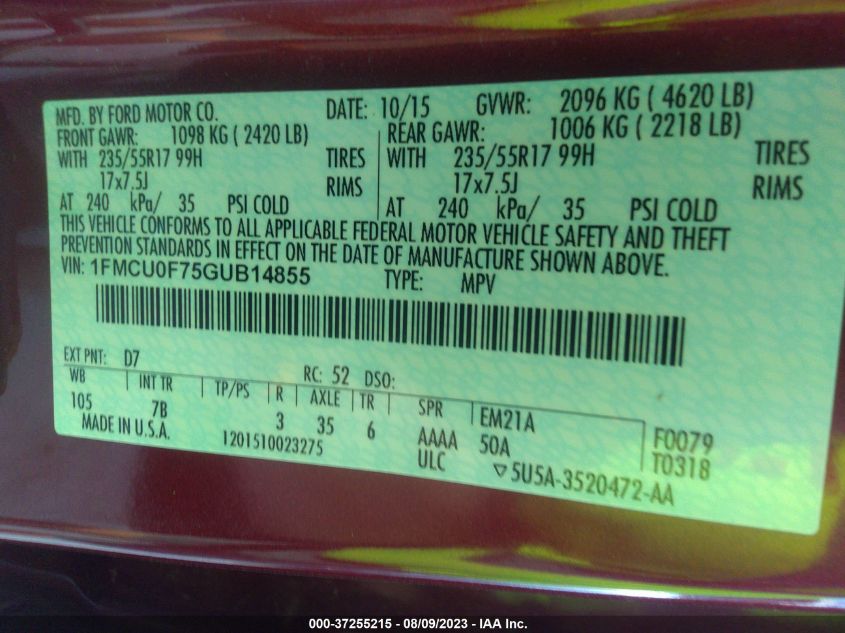 MFD. BY FORD MOTOR CO. DATE: 10/15 GVWR: 2096 KG ( 4620 LB)
FRONT GAWR: 1098 KG ( 2420 LB) REAR GAWR: 1006 KG ( 2218 LB)
WITH 235/55R17 99H TIRES WITH 235/55R17 99H TIRES
17x7.5J RIMS 17x7.5J RIMS
AT 240 kPa/ 35 PSI COLD AT 240 kPa/ 35 PSI COLD
THIS VEHICLE CONFORMS TO ALL APPLICABLE FEDERAL MOTOR VEHICLE SAFETY AND THEFT
PREVENTION STANDARDS IN EFFECT ON THE DATE OF MANUFACTURE SHOWN ABOVE.
VIN: 1FMCU0F75GUB14855 TYPE: MPV
EXT PNT: D7 RC: 52 DSO:
WB INT TR TP/PS R AXLE TR SPR EM21A F0079
105 7B 3 35 6 AAAA 50A T0318
MADE IN U.S.A. 1201510023275 ULC ▽5U5A-3520472-AA
000-37255215 - 08/09/2023 - IAA Inc.